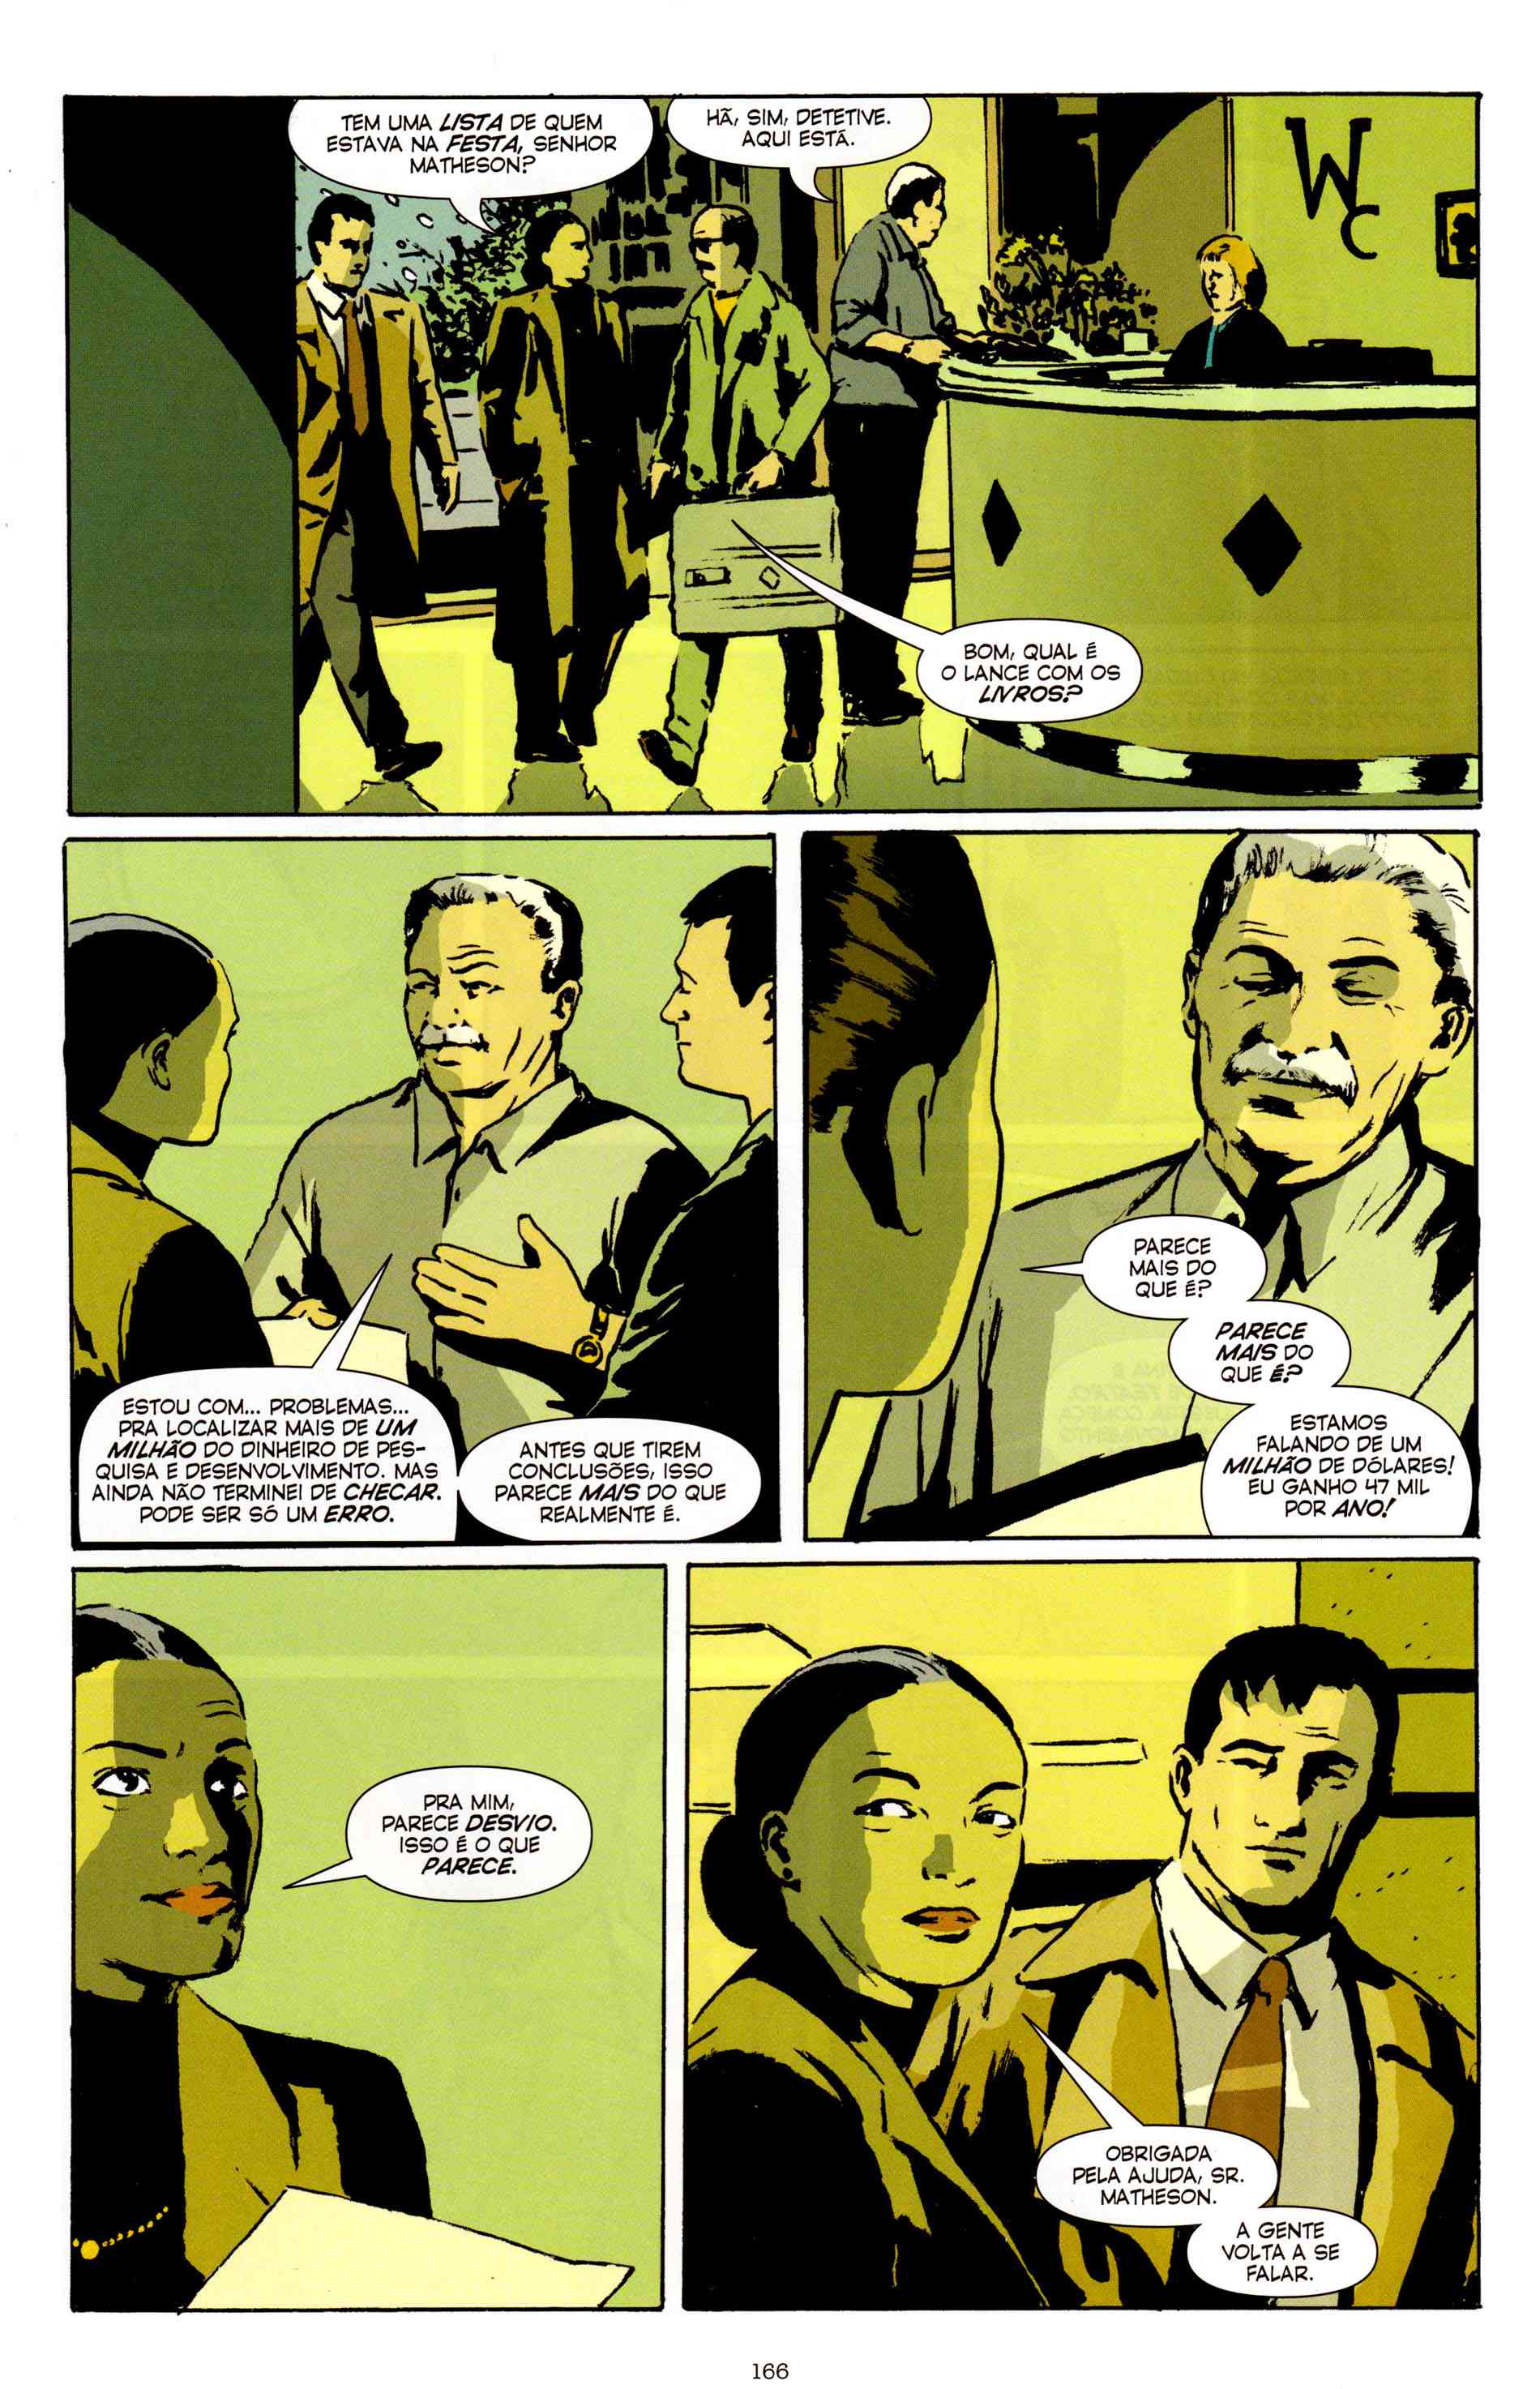 TEM UMA LISTA DE QUEM
ESTAVA NA FESTA, SENHOR
MATHESON?
HÃ, SIM, DETETIVE.
AQUI ESTÁ.
WC
BOM, QUAL É
O LANCE COM OS
LIVROS?
ESTOU COM... PROBLEMAS...
PRA LOCALIZAR MAIS DE UM
MILHÃO DO DINHEIRO DE PES-
QUISA E DESENVOLVIMENTO. MAS
AINDA NÃO TERMINEI DE CHECAR.
PODE SER SÓ UM ERRO.
ANTES QUE TIREM
CONCLUSÕES, ISSO
PARECE MAIS DO QUE
REALMENTE É.
PARECE
MAIS DO
QUE É?
PARECE
MAIS DO
QUE É?
ESTAMOS
FALANDO DE UM
MILHÃO DE DÓLARES!
EU GANHO 47 MIL
POR ANO!
PRA MIM,
PARECE DESVIO.
ISSO É O QUE
PARECE.
OBRIGADA
PELA AJUDA, SR.
MATHESON.
A GENTE
VOLTA A SE
FALAR.
166